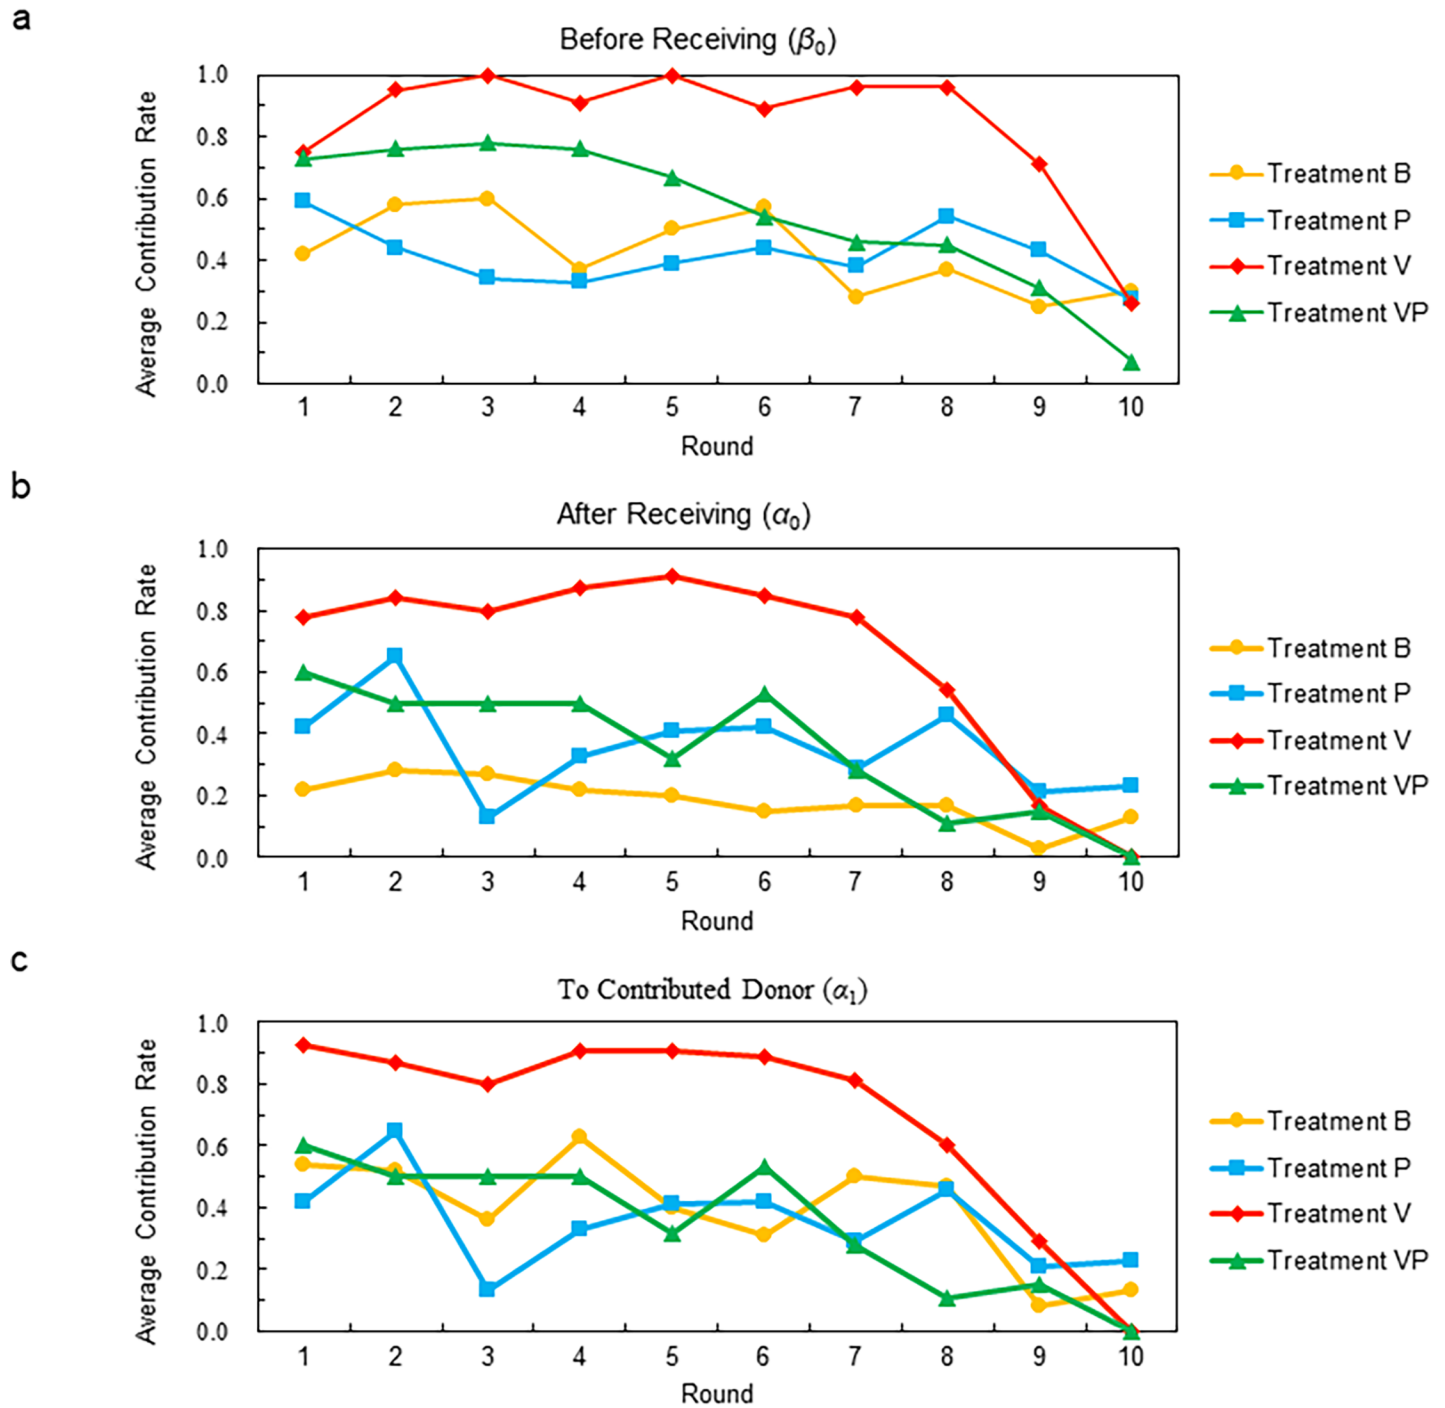 a
Before Receiving (β₀)
Average Contribution Rate
1.0
0.8
0.6
0.4
0.2
0.0
1 2 3 4 5 6 7 8 9 10
Round
Treatment B
Treatment P
Treatment V
Treatment VP
b
After Receiving (α₀)
Average Contribution Rate
1.0
0.8
0.6
0.4
0.2
0.0
1 2 3 4 5 6 7 8 9 10
Round
Treatment B
Treatment P
Treatment V
Treatment VP
c
To Contributed Donor (α₁)
Average Contribution Rate
1.0
0.8
0.6
0.4
0.2
0.0
1 2 3 4 5 6 7 8 9 10
Round
Treatment B
Treatment P
Treatment V
Treatment VP